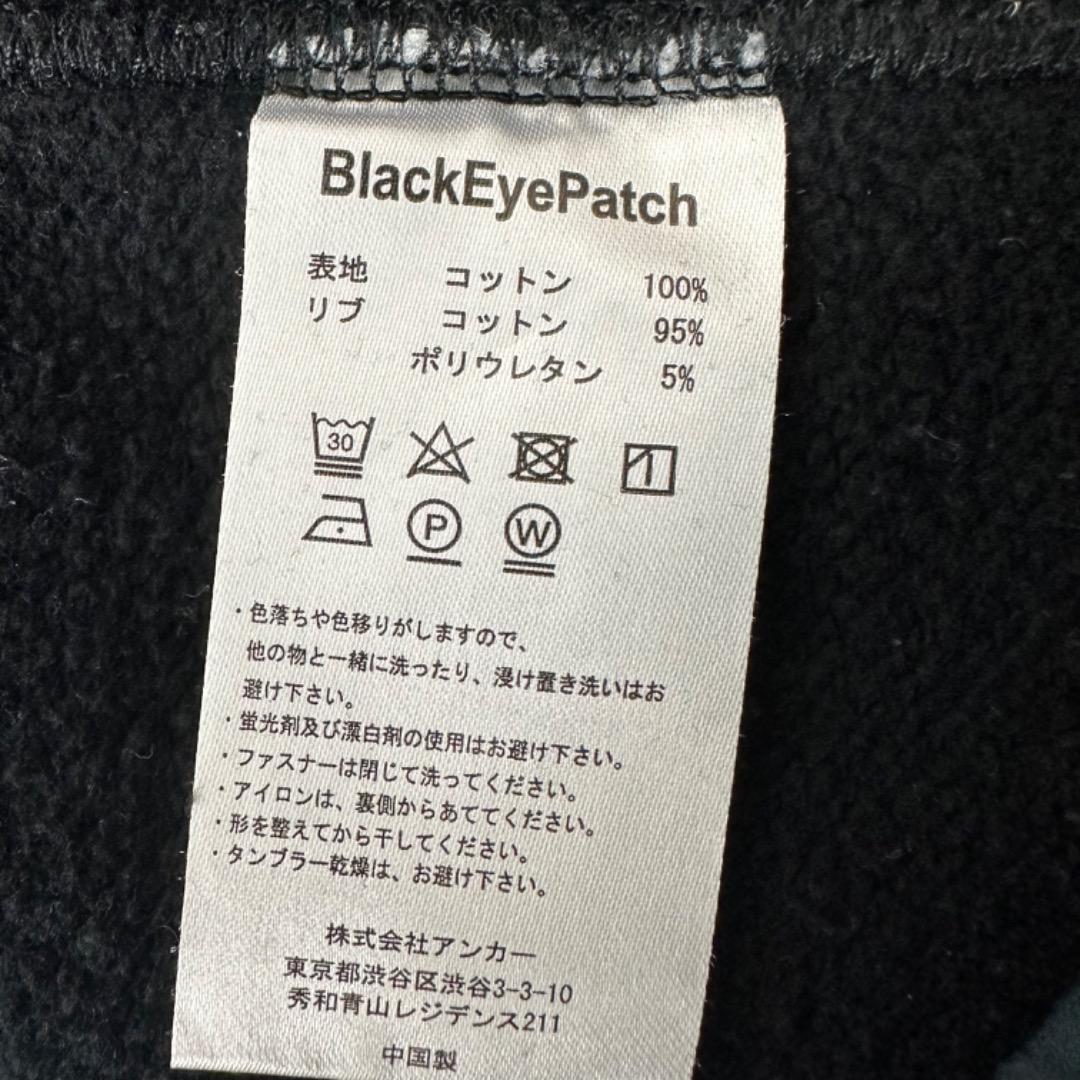 BlackEyePatch
表地 コットン 100%
リブ コットン 95%
ポリウレタン 5%
30
P W
・色落ちや色移りがしますので、
他の物と一緒に洗ったり、浸け置き洗いはお
避け下さい。
・蛍光剤及び漂白剤の使用はお避け下さい。
・ファスナーは閉じて洗ってください。
・アイロンは、裏側からあててください。
・形を整えてから干してください。
・タンブラー乾燥は、お避け下さい。
株式会社アンカー
東京都渋谷区渋谷3-3-10
秀和青山レジデンス211
中国製